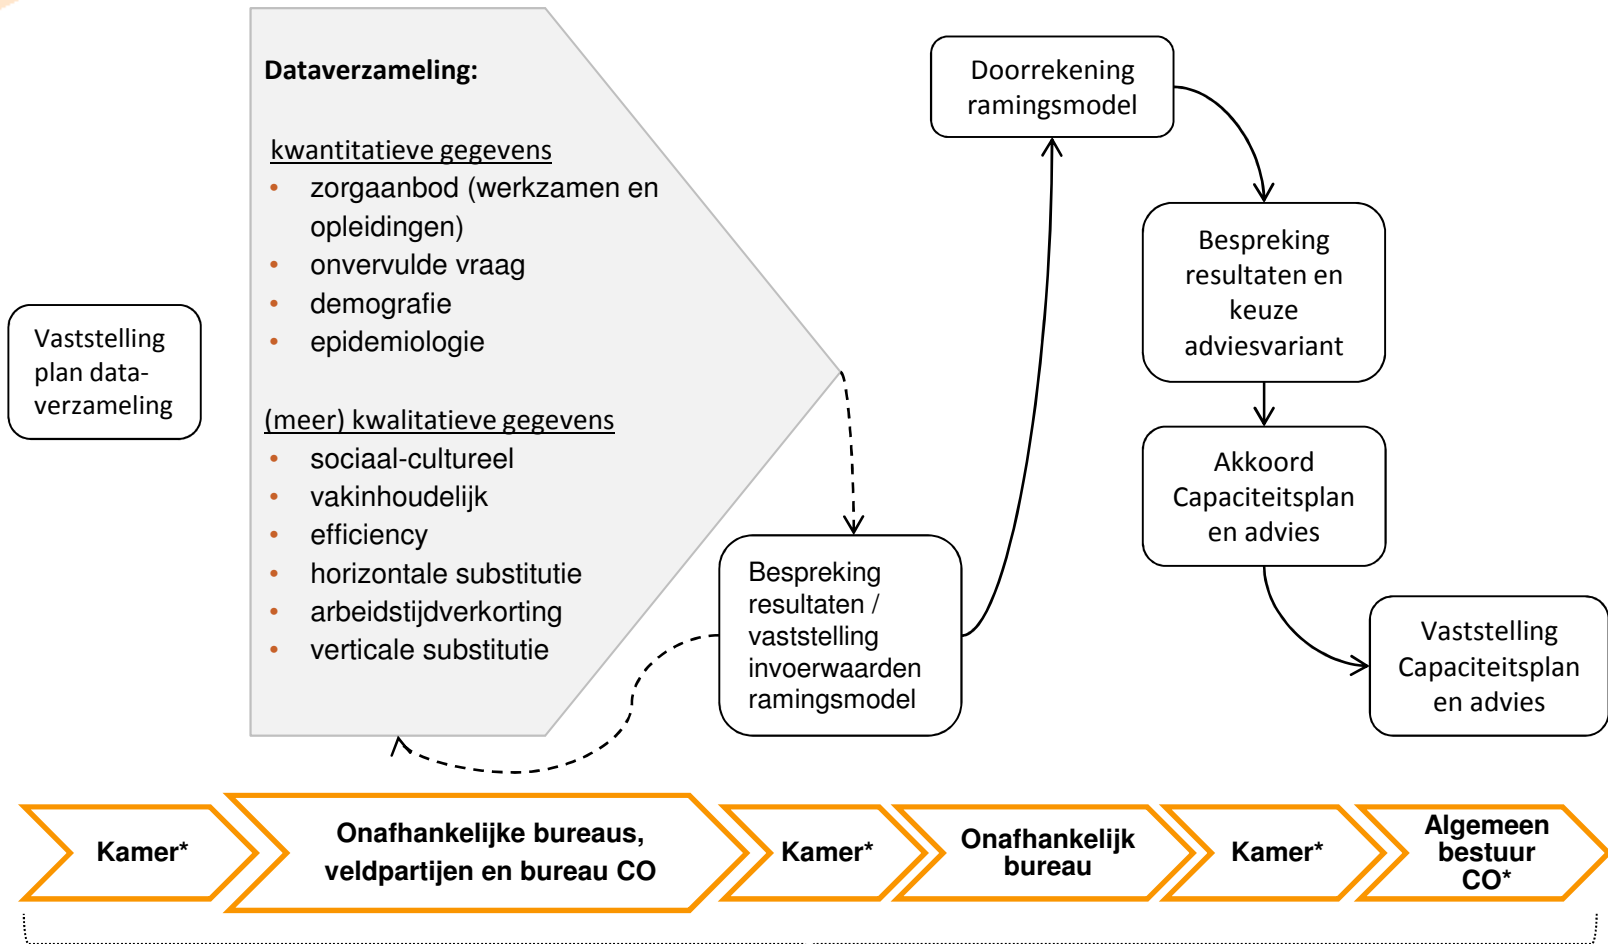 Vaststelling
plan data-
verzameling
Dataverzameling:
kwantitatieve gegevens
• zorgaanbod (werkzamen en
opleidingen)
• onvervulde vraag
• demografie
• epidemiologie
(meer) kwalitatieve gegevens
• sociaal-cultureel
• vakinhoudelijk
• efficiency
• horizontale substitutie
• arbeidstijdverkorting
• verticale substitutie
Bespreking
resultaten /
vaststelling
invoerwaarden
ramingsmodel
Doorrekening
ramingsmodel
Bespreking
resultaten en
keuze
adviesvariant
Akkoord
Capaciteitsplan
en advies
Vaststelling
Capaciteitsplan
en advies
Kamer*
Onafhankelijke bureaus,
veldpartijen en bureau CO
Kamer*
Onafhankelijk
bureau
Kamer*
Algemeen
bestuur
CO*